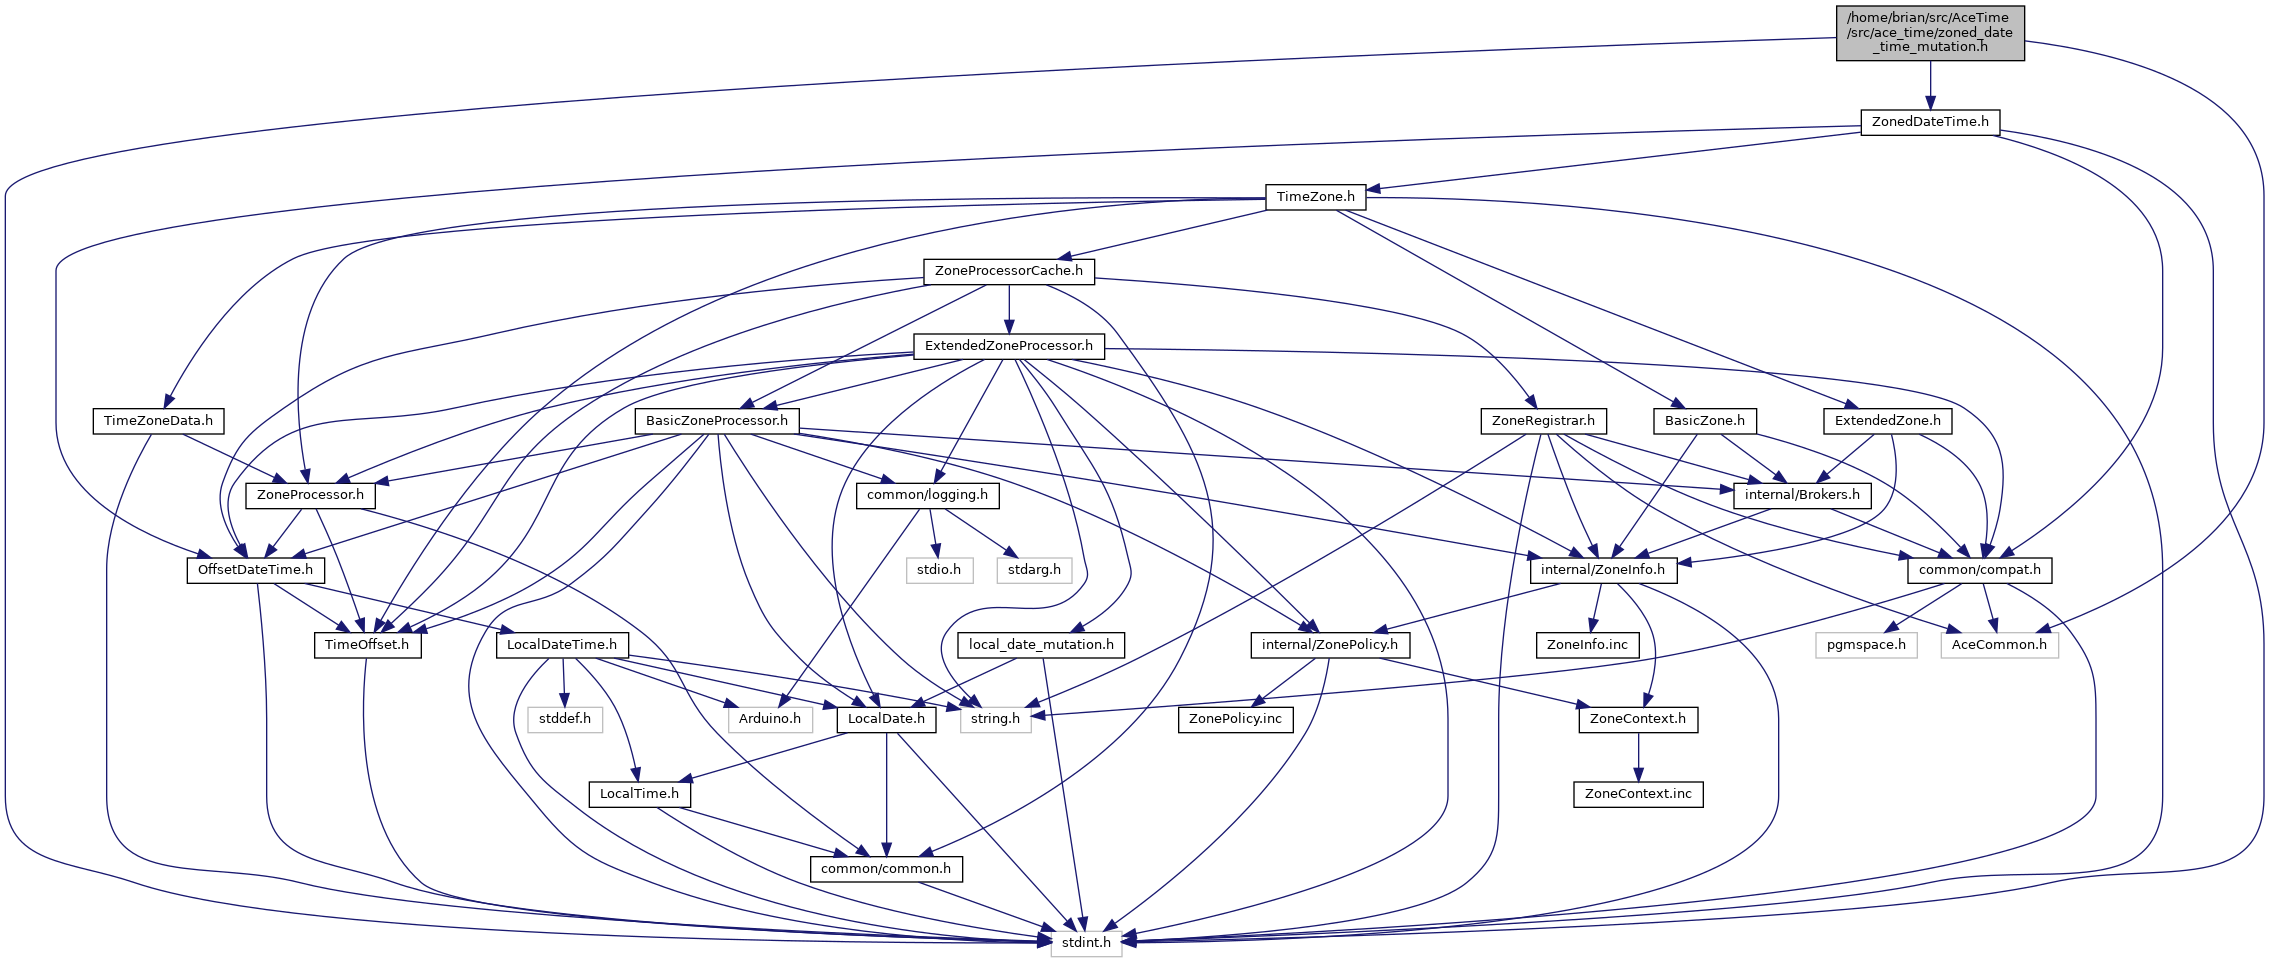 /home/brian/src/AceTime
/src/ace_time/zoned_date
_time_mutation.h
ZonedDateTime.h
TimeZone.h
ZoneProcessorCache.h
ExtendedZoneProcessor.h
TimeZoneData.h
BasicZoneProcessor.h
ZoneRegistrar.h
BasicZone.h
ExtendedZone.h
ZoneProcessor.h
common/logging.h
internal/Brokers.h
OffsetDateTime.h
stdio.h
stdarg.h
internal/ZoneInfo.h
common/compat.h
TimeOffset.h
LocalDateTime.h
local_date_mutation.h
internal/ZonePolicy.h
ZoneInfo.inc
pgmspace.h
AceCommon.h
stddef.h
Arduino.h
LocalDate.h
string.h
ZonePolicy.inc
ZoneContext.h
LocalTime.h
ZoneContext.inc
common/common.h
stdint.h